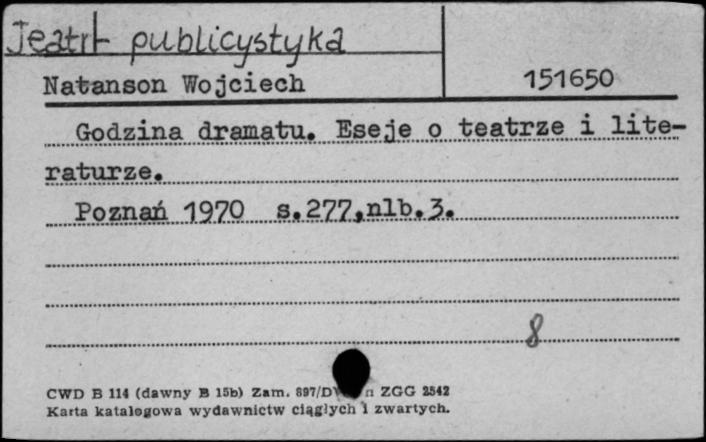 Teatr - publicystyka
Natanson Wojciech 151650
Godzina dramatu. Eseje o teatrze i lite-
raturze.
Poznań 1970 s.277,nlb.3.
8
CWD B 114 (dawny B 15b) Zam. 897/ n ZGG 2542
Karta katalogowa wydawnictw ciągłych i zwartych.